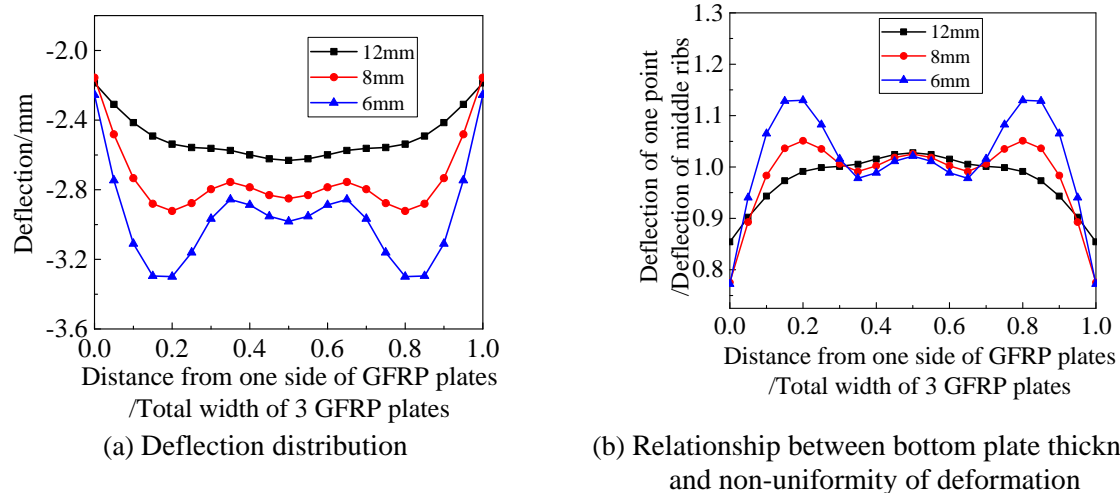 -2.0
-2.4
-2.8
-3.2
-3.6
Deflection/mm
12mm
8mm
6mm
0.0 0.2 0.4 0.6 0.8 1.0
Distance from one side of GFRP plates
/Total width of 3 GFRP plates
(a) Deflection distribution
1.3
1.2
1.1
1.0
0.9
0.8
Deflection of one point
/Deflection of middle ribs
12mm
8mm
6mm
0.0 0.2 0.4 0.6 0.8 1.0
Distance from one side of GFRP plates
/Total width of 3 GFRP plates
(b) Relationship between bottom plate thickn
and non-uniformity of deformation